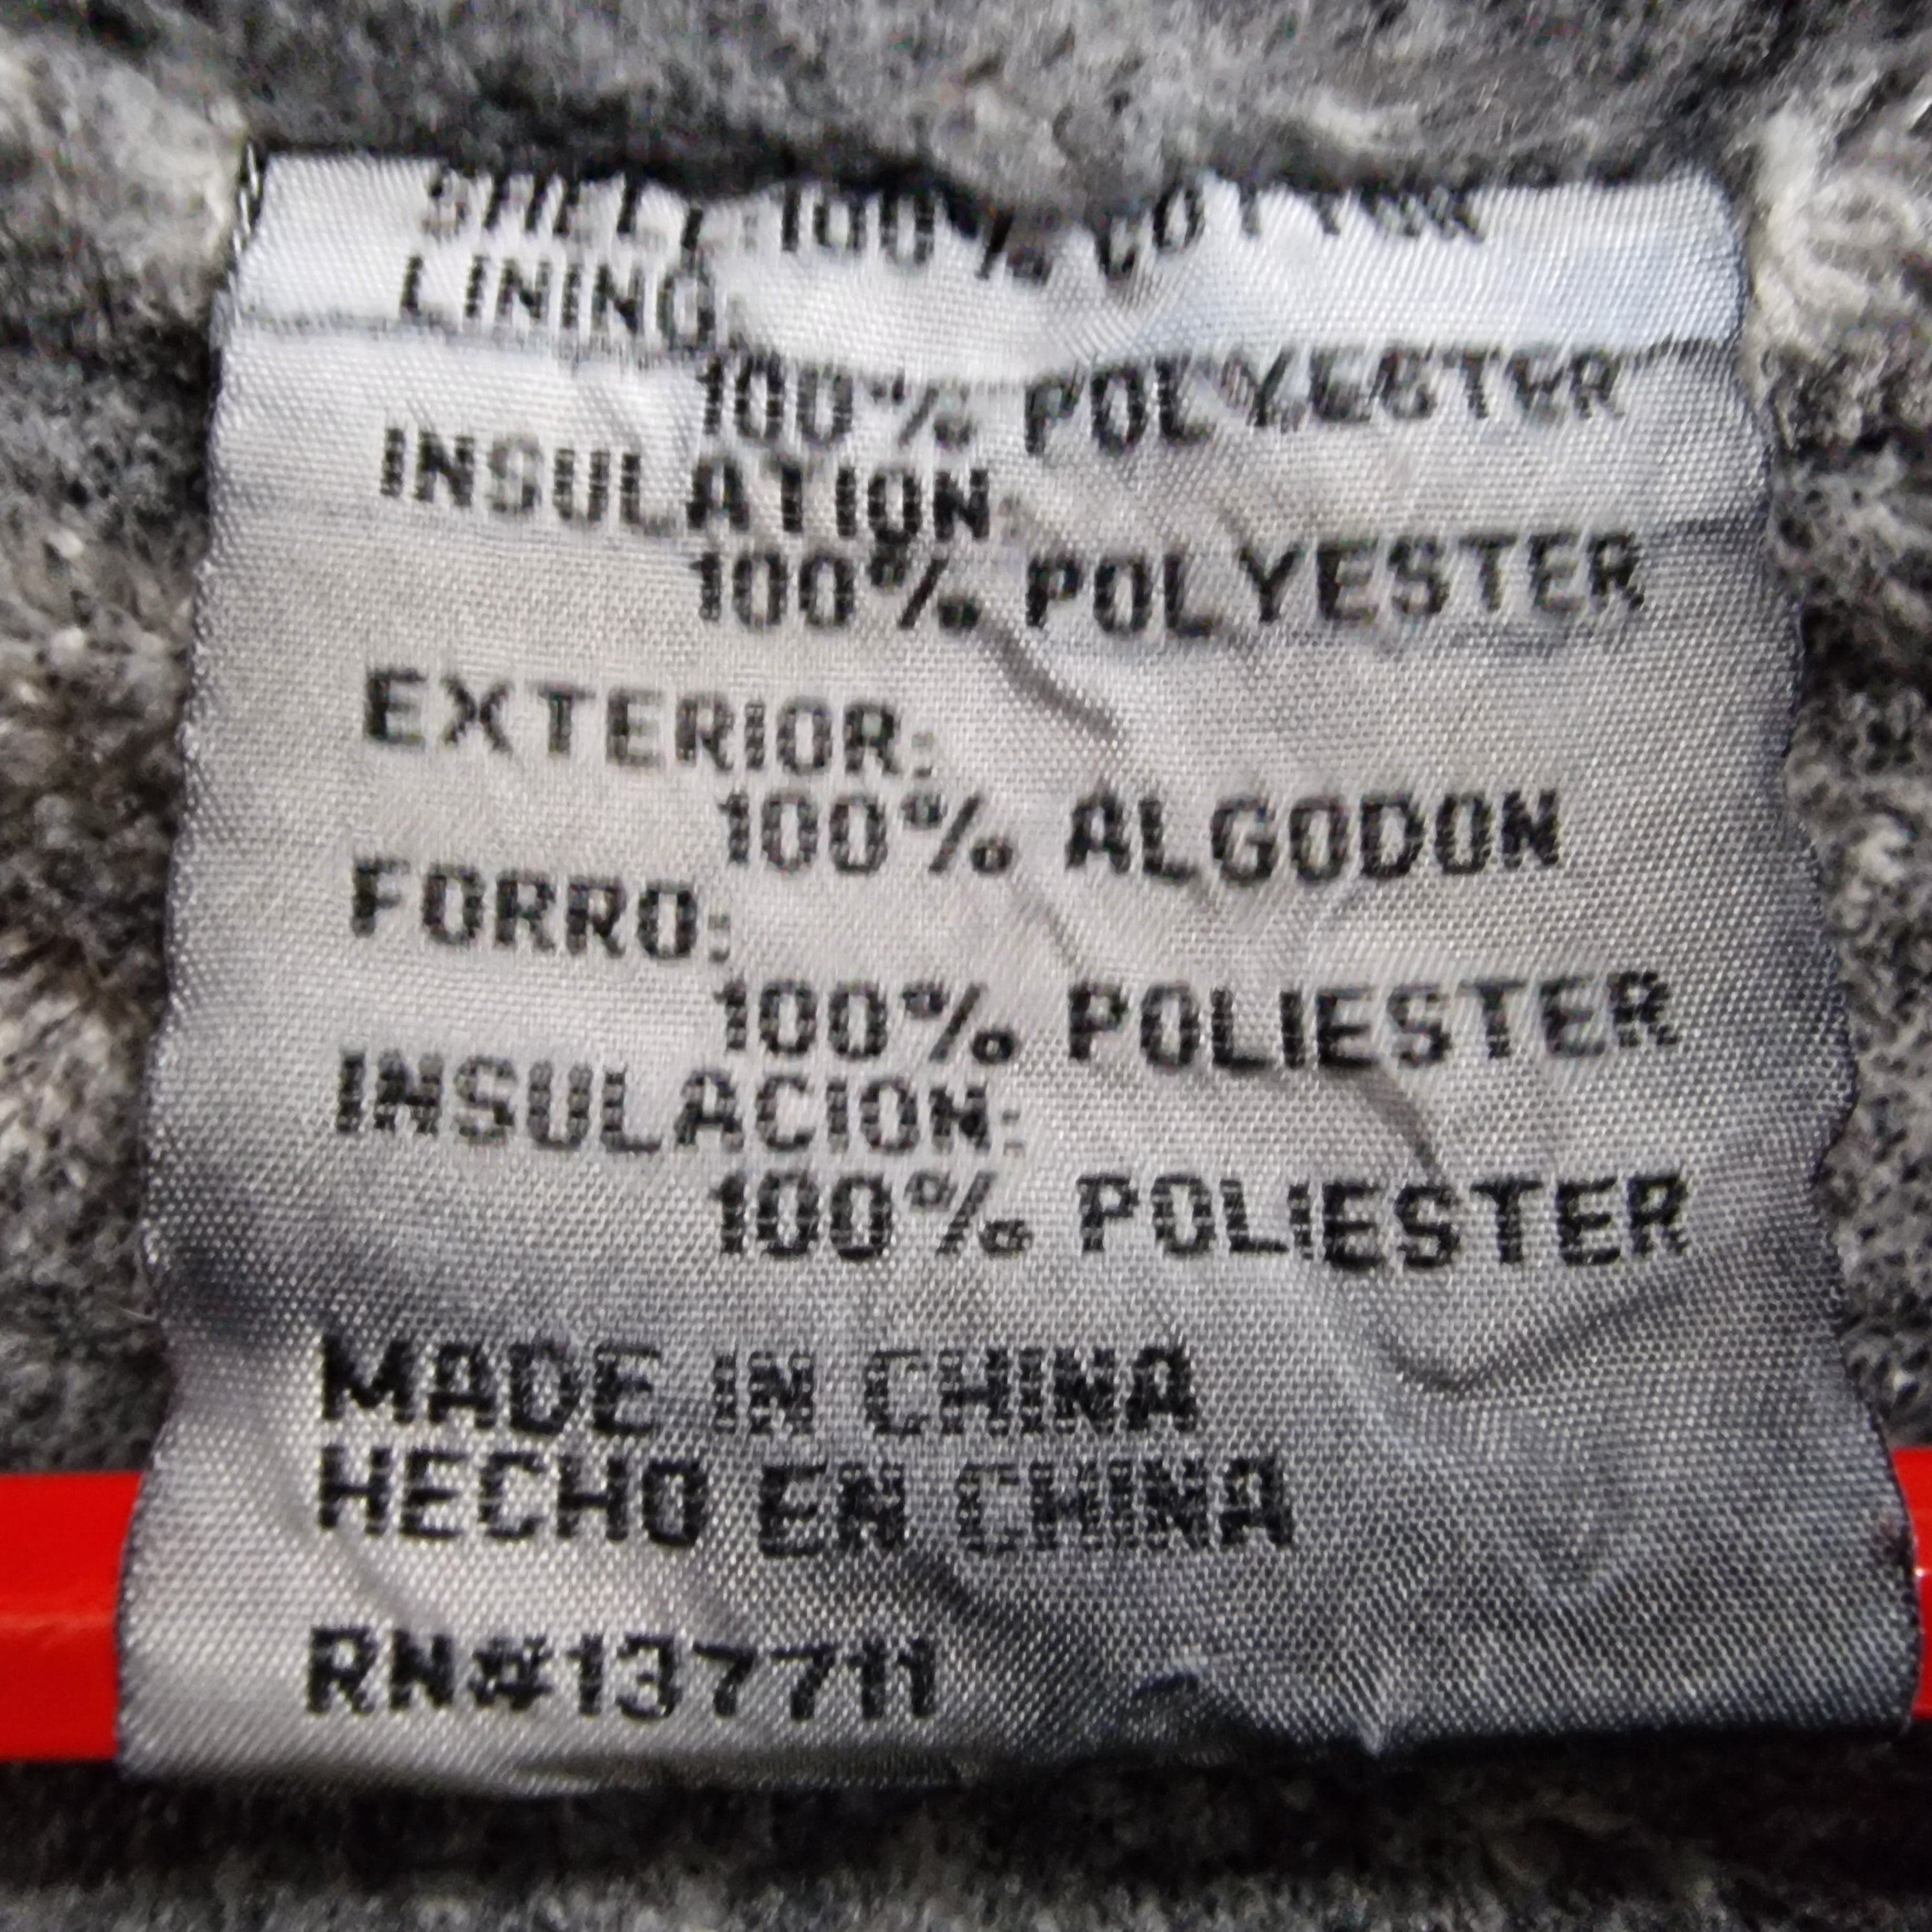 SHELL:100% COTTON
LINING:
100% POLYESTER
INSULATION:
100% POLYESTER
EXTERIOR:
100% ALGODON
FORRO:
100% POLIESTER
INSULACION:
100% POLIESTER
MADE IN CHINA
HECHO EN CHINA
RN#137711